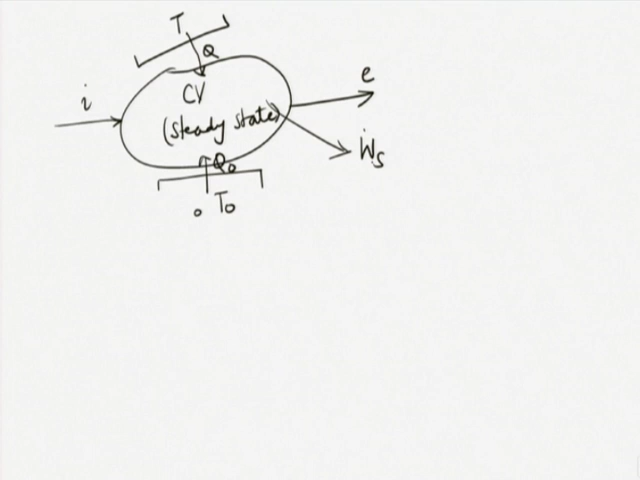 T
Q
e
i
CV
(Steady State)
Ẇs
Q₀
T₀